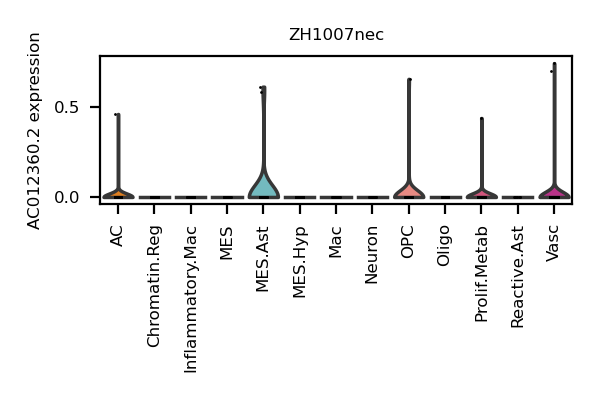 ZH1007nec
AC012360.2 expression
0.5
0.0
AC
Chromatin.Reg
Inflammatory.Mac
MES
MES.Ast
MES.Hyp
Mac
Neuron
OPC
Oligo
Prolif.Metab
Reactive.Ast
Vasc